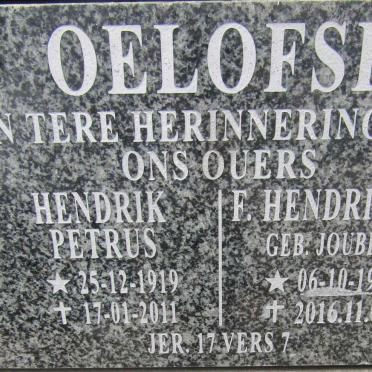 OELOFSE
N TERE HERINNERING
ONS OUERS
HENDRIK
PETRUS
★ 25-12-1919
✝ 17-01-2011
F. HENDRI
GEB. JOUBE
★ 06-10-19
✝ 2016.11.
JER. 17 VERS 7